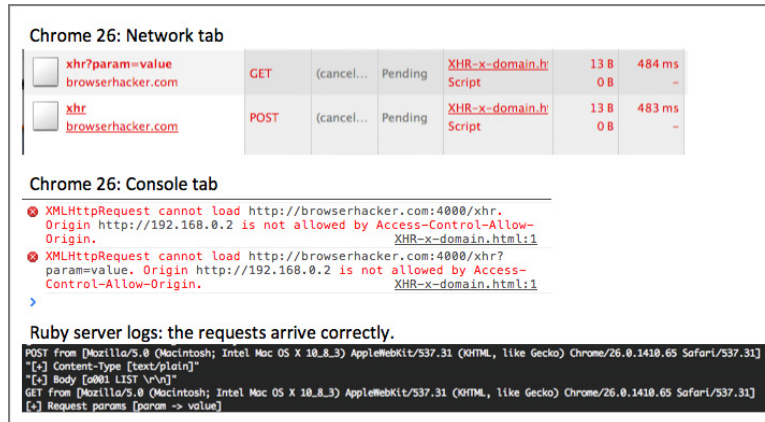 Chrome 26: Network tab
xhr?param=value GET (cancel... Pending XHR-x-domain.h 13 B 484 ms
browserhacker.com Script 0 B –
xhr POST (cancel... Pending XHR-x-domain.h 13 B 483 ms
browserhacker.com Script 0 B –
Chrome 26: Console tab
XMLHttpRequest cannot load http://browserhacker.com:4000/xhr.
Origin http://192.168.0.2 is not allowed by Access-Control-Allow-
Origin. XHR-x-domain.html:1
XMLHttpRequest cannot load http://browserhacker.com:4000/xhr?
param=value. Origin http://192.168.0.2 is not allowed by Access-
Control-Allow-Origin. XHR-x-domain.html:1
>
Ruby server logs: the requests arrive correctly.
POST from [Mozilla/5.0 (Macintosh; Intel Mac OS X 10_8_3) AppleWebKit/537.31 (KHTML, like Gecko) Chrome/26.0.1410.65 Safari/537.31]
"[+] Content-Type [text/plain]"
"[+] Body [a001 LIST \r\n]"
GET from [Mozilla/5.0 (Macintosh; Intel Mac OS X 10_8_3) AppleWebKit/537.31 (KHTML, like Gecko) Chrome/26.0.1410.65 Safari/537.31]
[+] Request params [param -> value]